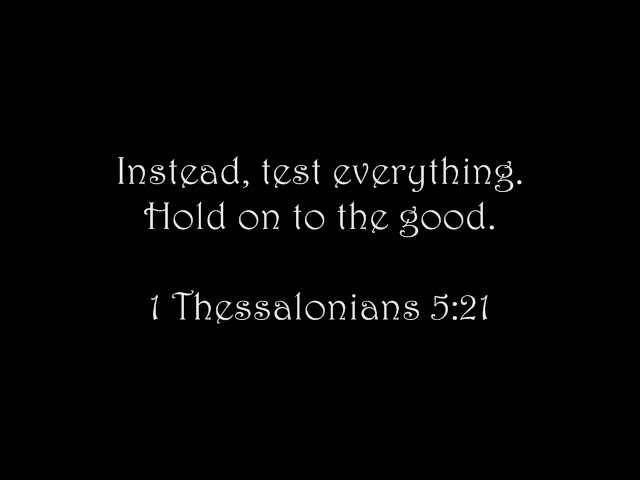 Instead, test everything.
Hold on to the good.
1 Thessalonians 5:21